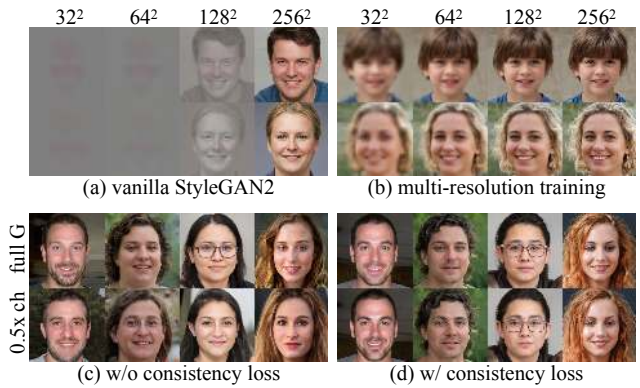 32² 64² 128² 256² 32² 64² 128² 256²
(a) vanilla StyleGAN2 (b) multi-resolution training
full G
0.5x ch
(c) w/o consistency loss (d) w/ consistency loss